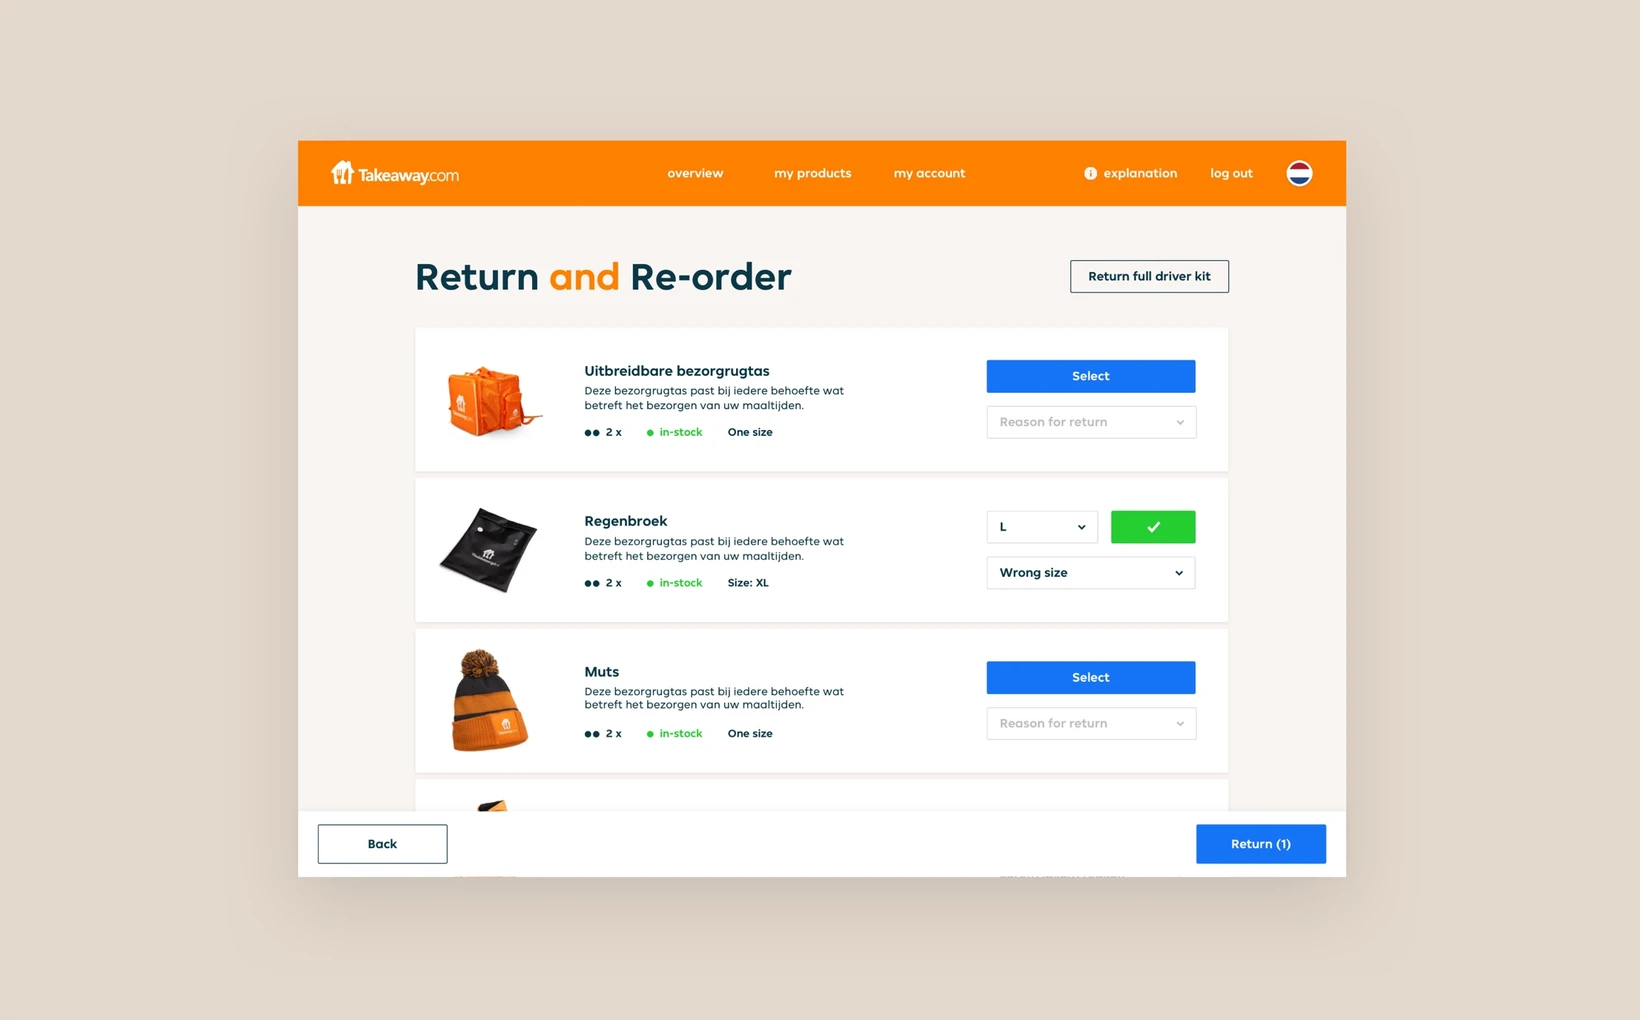 Takeaway.com
overview
my products
my account
explanation
log out
Return and Re-order
Return full driver kit
Uitbreidbare bezorgrugtas
Deze bezorgrugtas past bij iedere behoefte wat
betreft het bezorgen van uw maaltijden.
2 x
in-stock
One size
Select
Reason for return
Regenbroek
Deze bezorgrugtas past bij iedere behoefte wat
betreft het bezorgen van uw maaltijden.
2 x
in-stock
Size: XL
L
Wrong size
Muts
Deze bezorgrugtas past bij iedere behoefte wat
betreft het bezorgen van uw maaltijden.
2 x
in-stock
One size
Select
Reason for return
Back
Return (1)